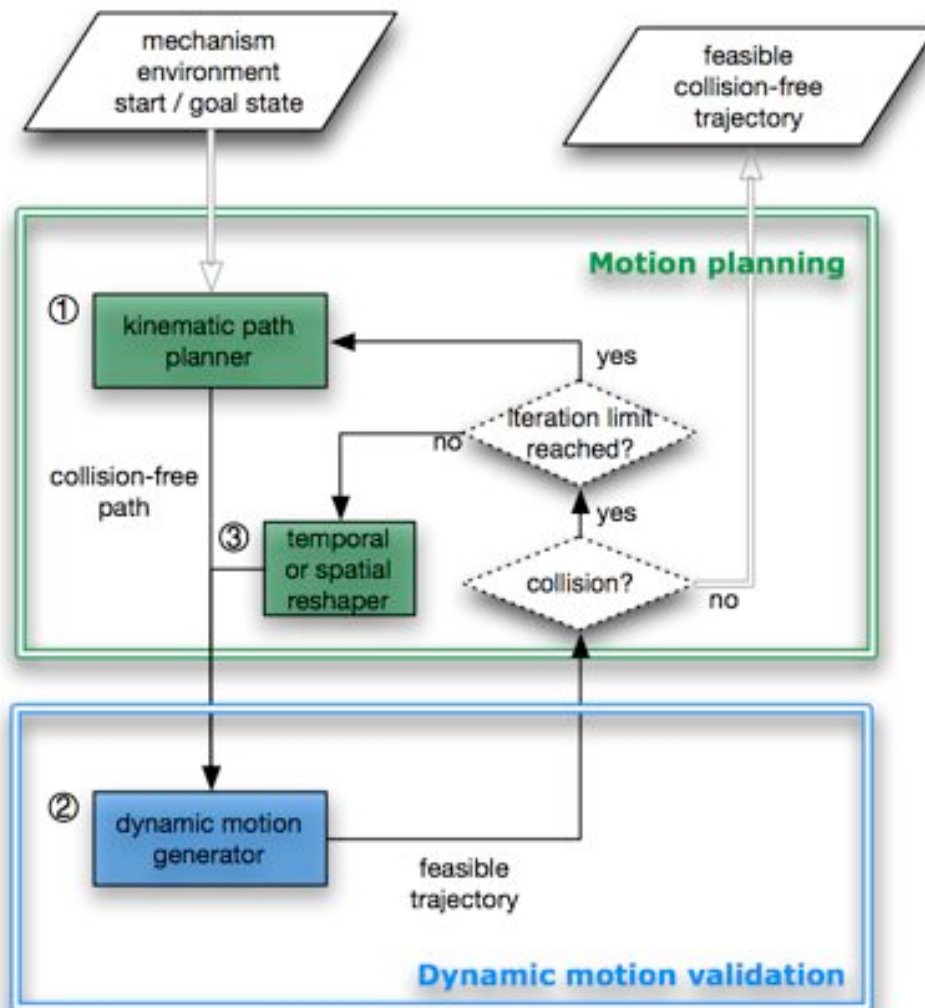 mechanism
environment
start / goal state
feasible
collision-free
trajectory
Motion planning
①
kinematic path
planner
yes
Iteration limit
reached?
no
collision-free
path
yes
③
temporal
or spatial
reshaper
collision?
no
②
dynamic motion
generator
feasible
trajectory
Dynamic motion validation